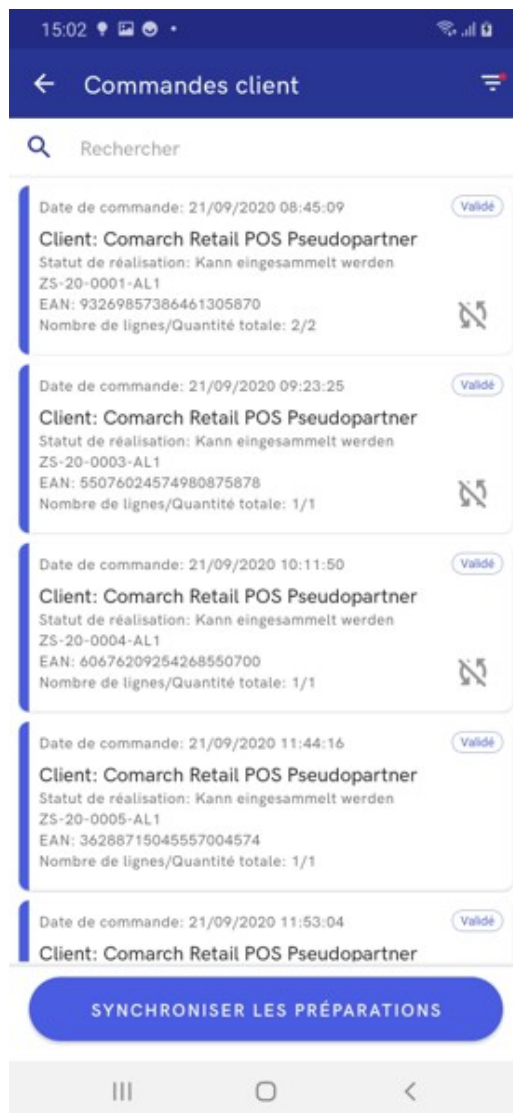 15:02
Commandes client
Rechercher
Date de commande: 21/09/2020 08:45:09
Validé
Client: Comarch Retail POS Pseudopartner
Statut de réalisation: Kann eingesammelt werden
ZS-20-0001-AL1
EAN: 93269857386461305870
Nombre de lignes/Quantité totale: 2/2
Date de commande: 21/09/2020 09:23:25
Validé
Client: Comarch Retail POS Pseudopartner
Statut de réalisation: Kann eingesammelt werden
ZS-20-0003-AL1
EAN: 55076024574980875878
Nombre de lignes/Quantité totale: 1/1
Date de commande: 21/09/2020 10:11:50
Validé
Client: Comarch Retail POS Pseudopartner
Statut de réalisation: Kann eingesammelt werden
ZS-20-0004-AL1
EAN: 60676209254268550700
Nombre de lignes/Quantité totale: 1/1
Date de commande: 21/09/2020 11:44:16
Validé
Client: Comarch Retail POS Pseudopartner
Statut de réalisation: Kann eingesammelt werden
ZS-20-0005-AL1
EAN: 36288715045557004574
Nombre de lignes/Quantité totale: 1/1
Date de commande: 21/09/2020 11:53:04
Validé
Client: Comarch Retail POS Pseudopartner
SYNCHRONISER LES PRÉPARATIONS